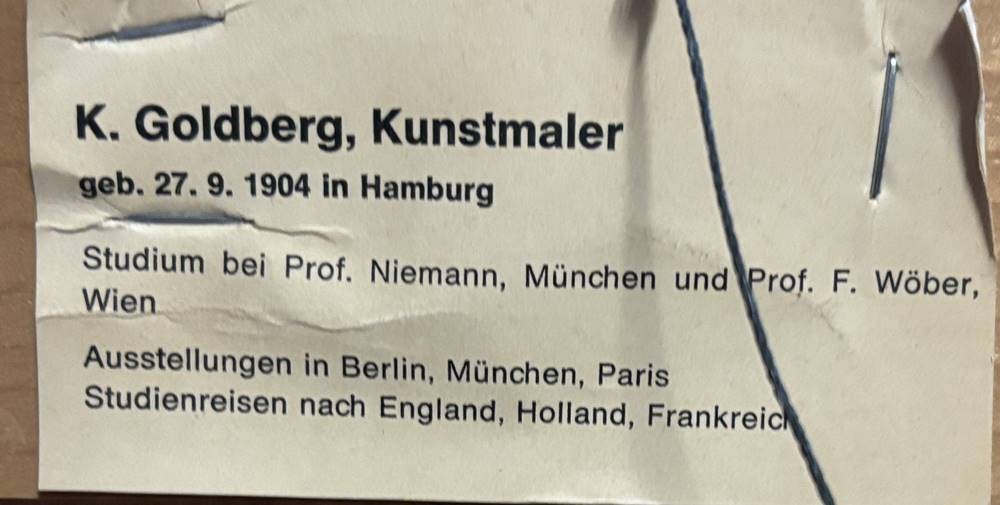 K. Goldberg, Kunstmaler
geb. 27. 9. 1904 in Hamburg
Studium bei Prof. Niemann, München und Prof. F. Wöber,
Wien
Ausstellungen in Berlin, München, Paris
Studienreisen nach England, Holland, Frankreich